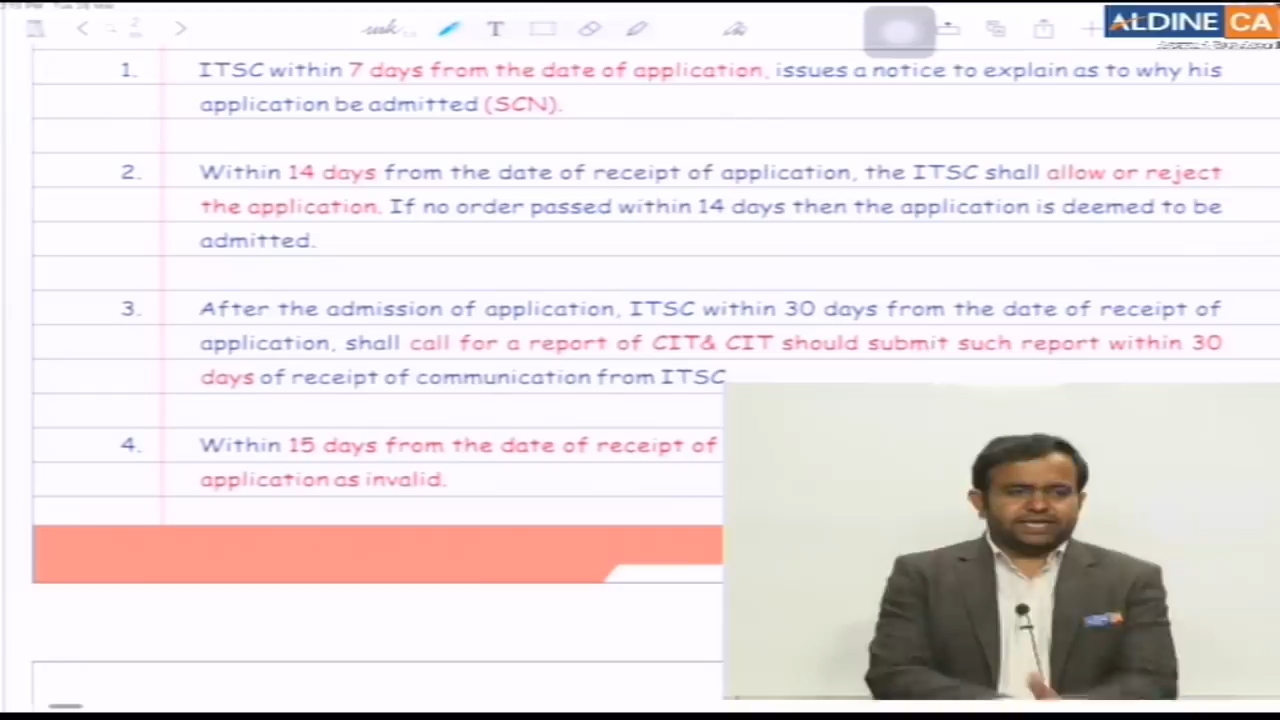 ALDINE CA
1. ITSC within 7 days from the date of application, issues a notice to explain as to why his
application be admitted (SCN).
2. Within 14 days from the date of receipt of application, the ITSC shall allow or reject
the application. If no order passed within 14 days then the application is deemed to be
admitted.
3. After the admission of application, ITSC within 30 days from the date of receipt of
application, shall call for a report of CIT& CIT should submit such report within 30
days of receipt of communication from ITSC
4. Within 15 days from the date of receipt of
application as invalid.